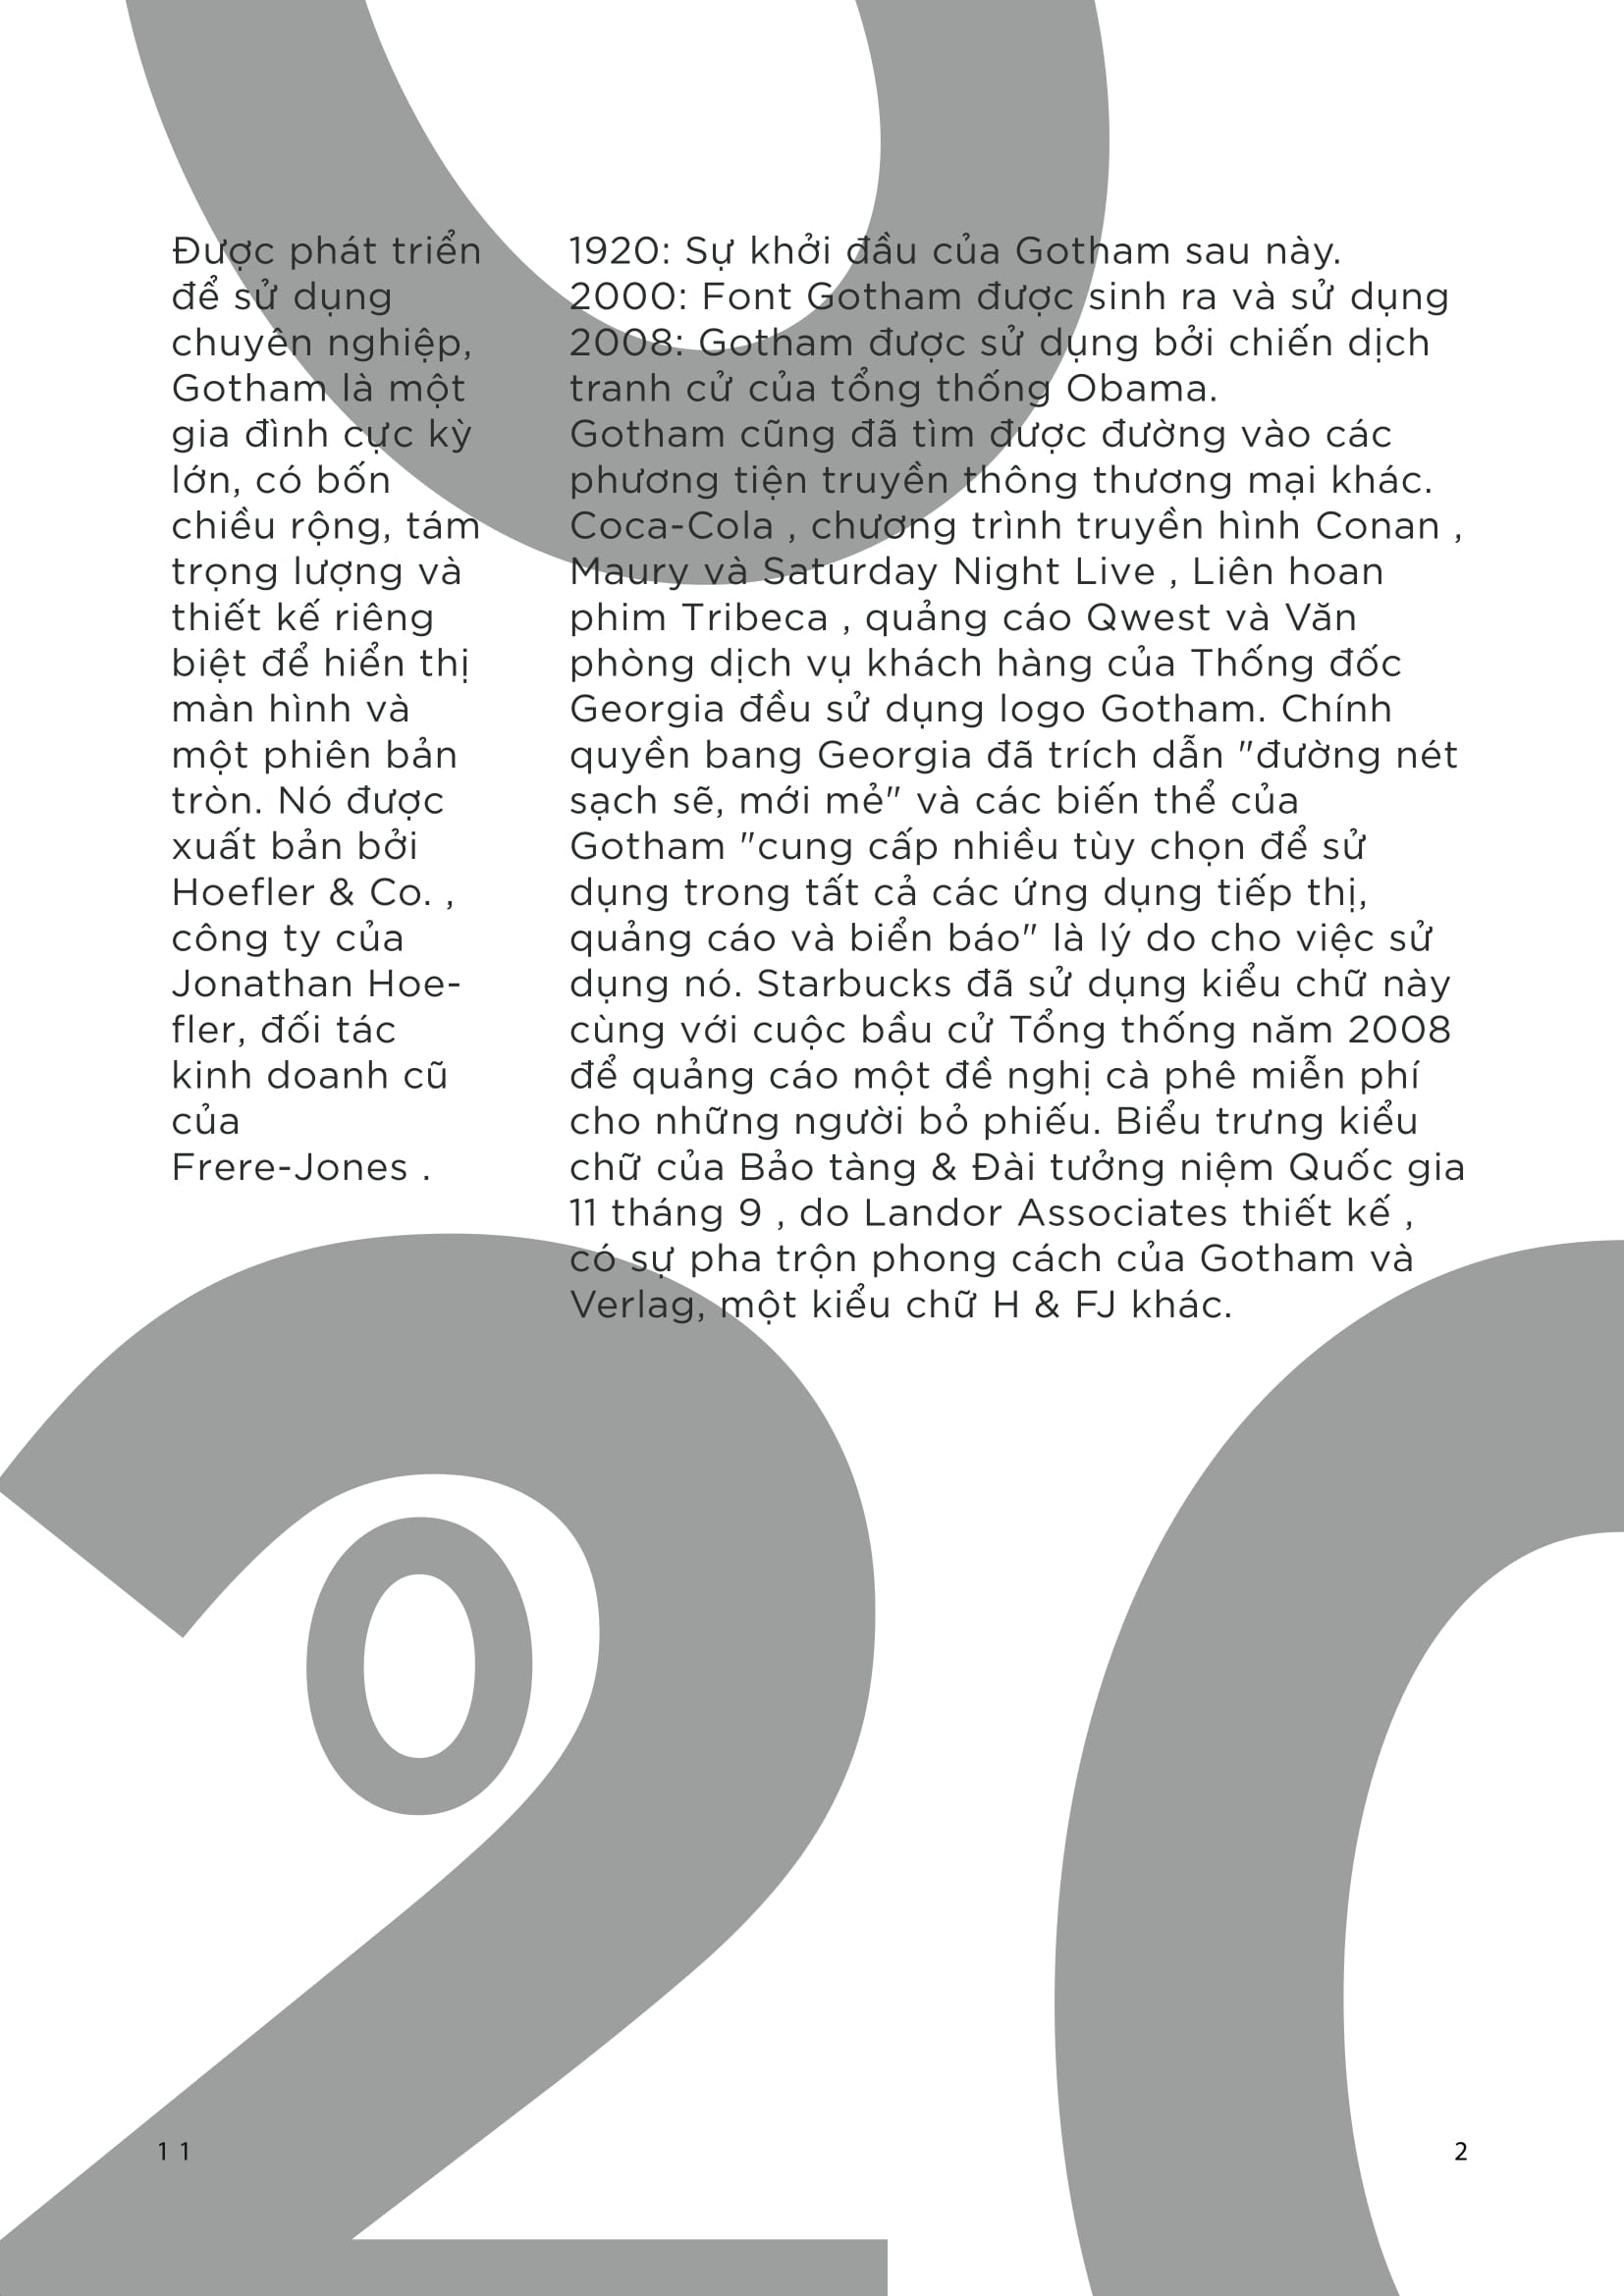 Được phát triển
để sử dụng
chuyên nghiệp,
Gotham là một
gia đình cực kỳ
lớn, có bốn
chiều rộng, tám
trọng lượng và
thiết kế riêng
biệt để hiển thị
màn hình và
một phiên bản
tròn. Nó được
xuất bản bởi
Hoefler & Co. ,
công ty của
Jonathan Hoe-
fler, đối tác
kinh doanh cũ
của
Frere-Jones .
1920: Sự khởi đầu của Gotham sau này.
2000: Font Gotham được sinh ra và sử dụng
2008: Gotham được sử dụng bởi chiến dịch
tranh cử của tổng thống Obama.
Gotham cũng đã tìm được đường vào các
phương tiện truyền thông thương mại khác.
Coca-Cola , chương trình truyền hình Conan ,
Maury và Saturday Night Live , Liên hoan
phim Tribeca , quảng cáo Qwest và Văn
phòng dịch vụ khách hàng của Thống đốc
Georgia đều sử dụng logo Gotham. Chính
quyền bang Georgia đã trích dẫn "đường nét
sạch sẽ, mới mẻ" và các biến thể của
Gotham "cung cấp nhiều tùy chọn để sử
dụng trong tất cả các ứng dụng tiếp thị,
quảng cáo và biển báo" là lý do cho việc sử
dụng nó. Starbucks đã sử dụng kiểu chữ này
cùng với cuộc bầu cử Tổng thống năm 2008
để quảng cáo một đề nghị cà phê miễn phí
cho những người bỏ phiếu. Biểu trưng kiểu
chữ của Bảo tàng & Đài tưởng niệm Quốc gia
11 tháng 9 , do Landor Associates thiết kế ,
có sự pha trộn phong cách của Gotham và
Verlag, một kiểu chữ H & FJ khác.
0
2
0
0
11
2